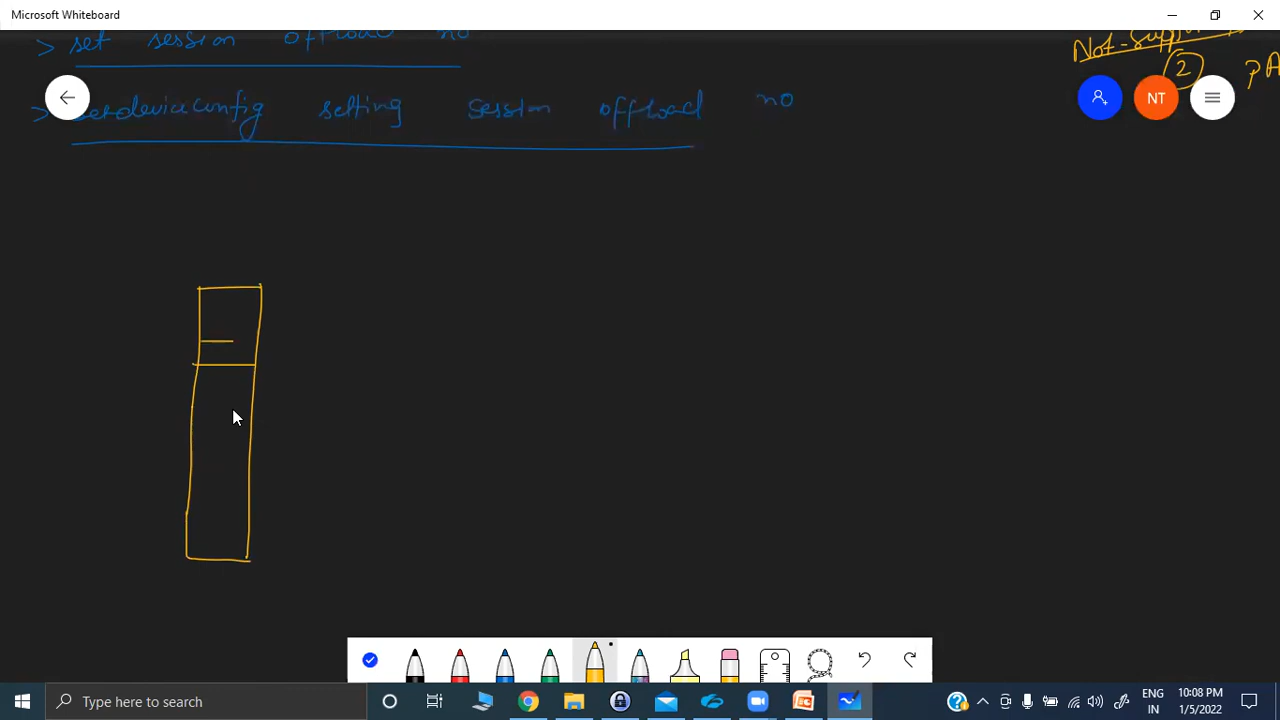 Microsoft Whiteboard
> set session offload no
Not-Supp
2
PA
> setdeviceconfig setting session offload no
NT
Type here to search
ENG
IN
10:08 PM
1/5/2022